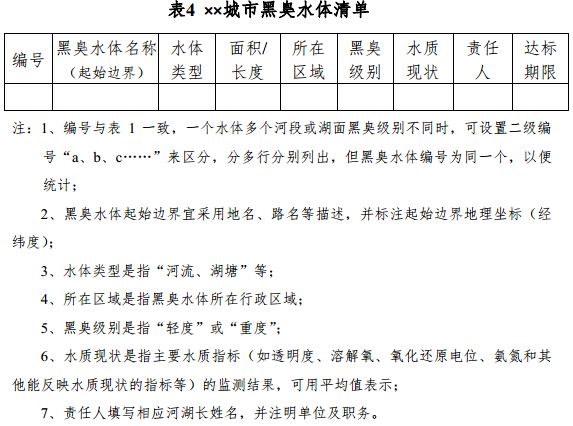 表4 ××城市黑臭水体清单
编号 黑臭水体名称（起始边界） 水体类型 面积/长度 所在区域 黑臭级别 水质现状 责任人 达标期限
注：1、编号与表 1 一致，一个水体多个河段或湖面黑臭级别不同时，可设置二级编
号“a、b、c……”来区分，分多行分别列出，但黑臭水体编号为同一个，以便
统计；
2、黑臭水体起始边界宜采用地名、路名等描述，并标注起始边界地理坐标（经
纬度）；
3、水体类型是指“河流、湖塘”等；
4、所在区域是指黑臭水体所在行政区域；
5、黑臭级别是指“轻度”或“重度”；
6、水质现状是指主要水质指标（如透明度、溶解氧、氧化还原电位、氨氮和其
他能反映水质现状的指标等）的监测结果，可用平均值表示；
7、责任人填写相应河湖长姓名，并注明单位及职务。